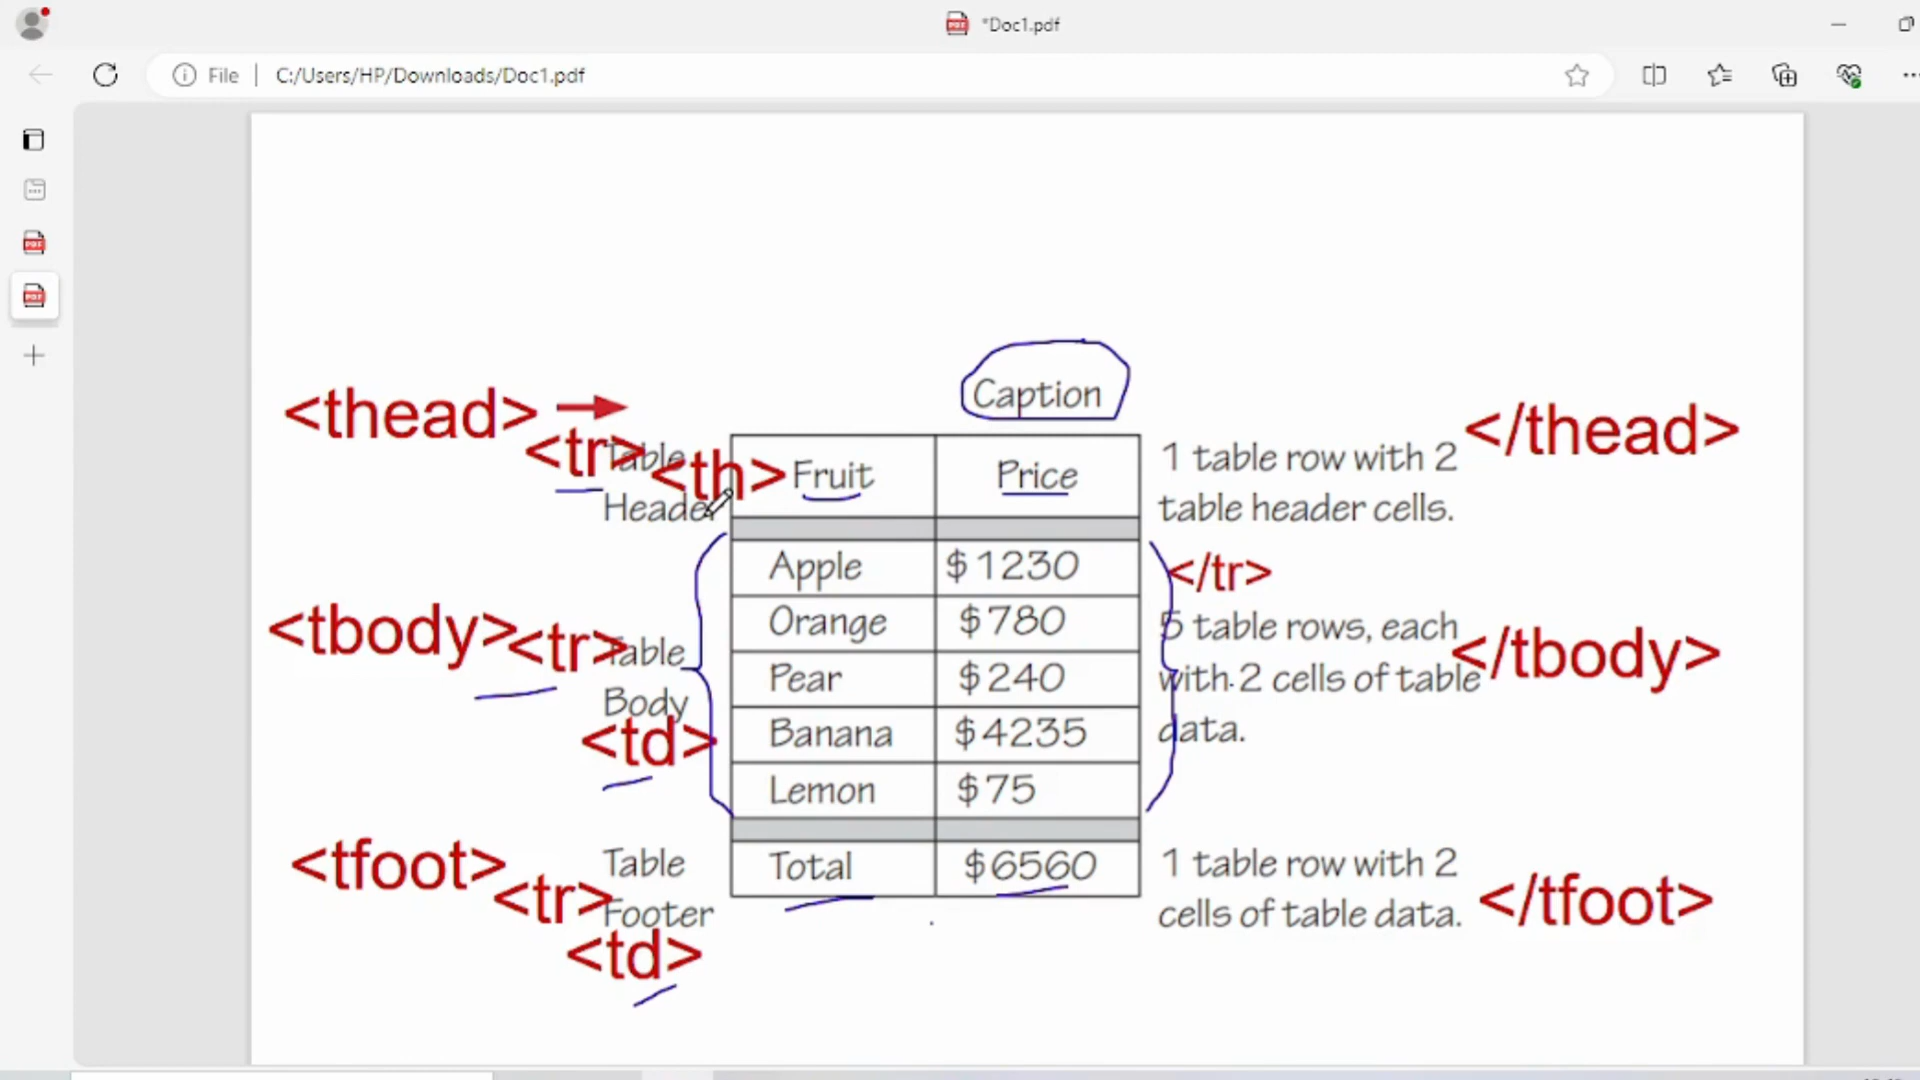 *Doc1.pdf
File
C:/Users/HP/Downloads/Doc1.pdf
Caption
<thead>
</thead>
<tr>
Table
Header
<th>
Fruit
Price
1 table row with 2
table header cells.
Apple
$1230
</tr>
Orange
$780
<tbody>
<tr>
Table
Body
5 table rows, each
with 2 cells of table
data.
</tbody>
Pear
$240
<td>
Banana
$4235
Lemon
$75
<tfoot>
<tr>
Table
Footer
Total
$6560
1 table row with 2
cells of table data.
</tfoot>
<td>